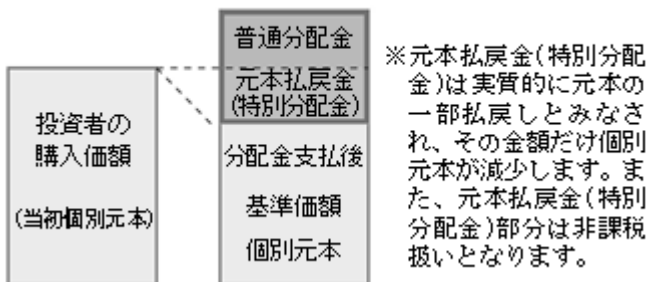 投資者の
購入価額
(当初個別元本)
普通分配金
元本払戻金
(特別分配金)
分配金支払後
基準価額
個別元本
※元本払戻金(特別分配
金)は実質的に元本の
一部払戻しとみなさ
れ、その金額だけ個別
元本が減少します。ま
た、元本払戻金(特別
分配金)部分は非課税
扱いとなります。